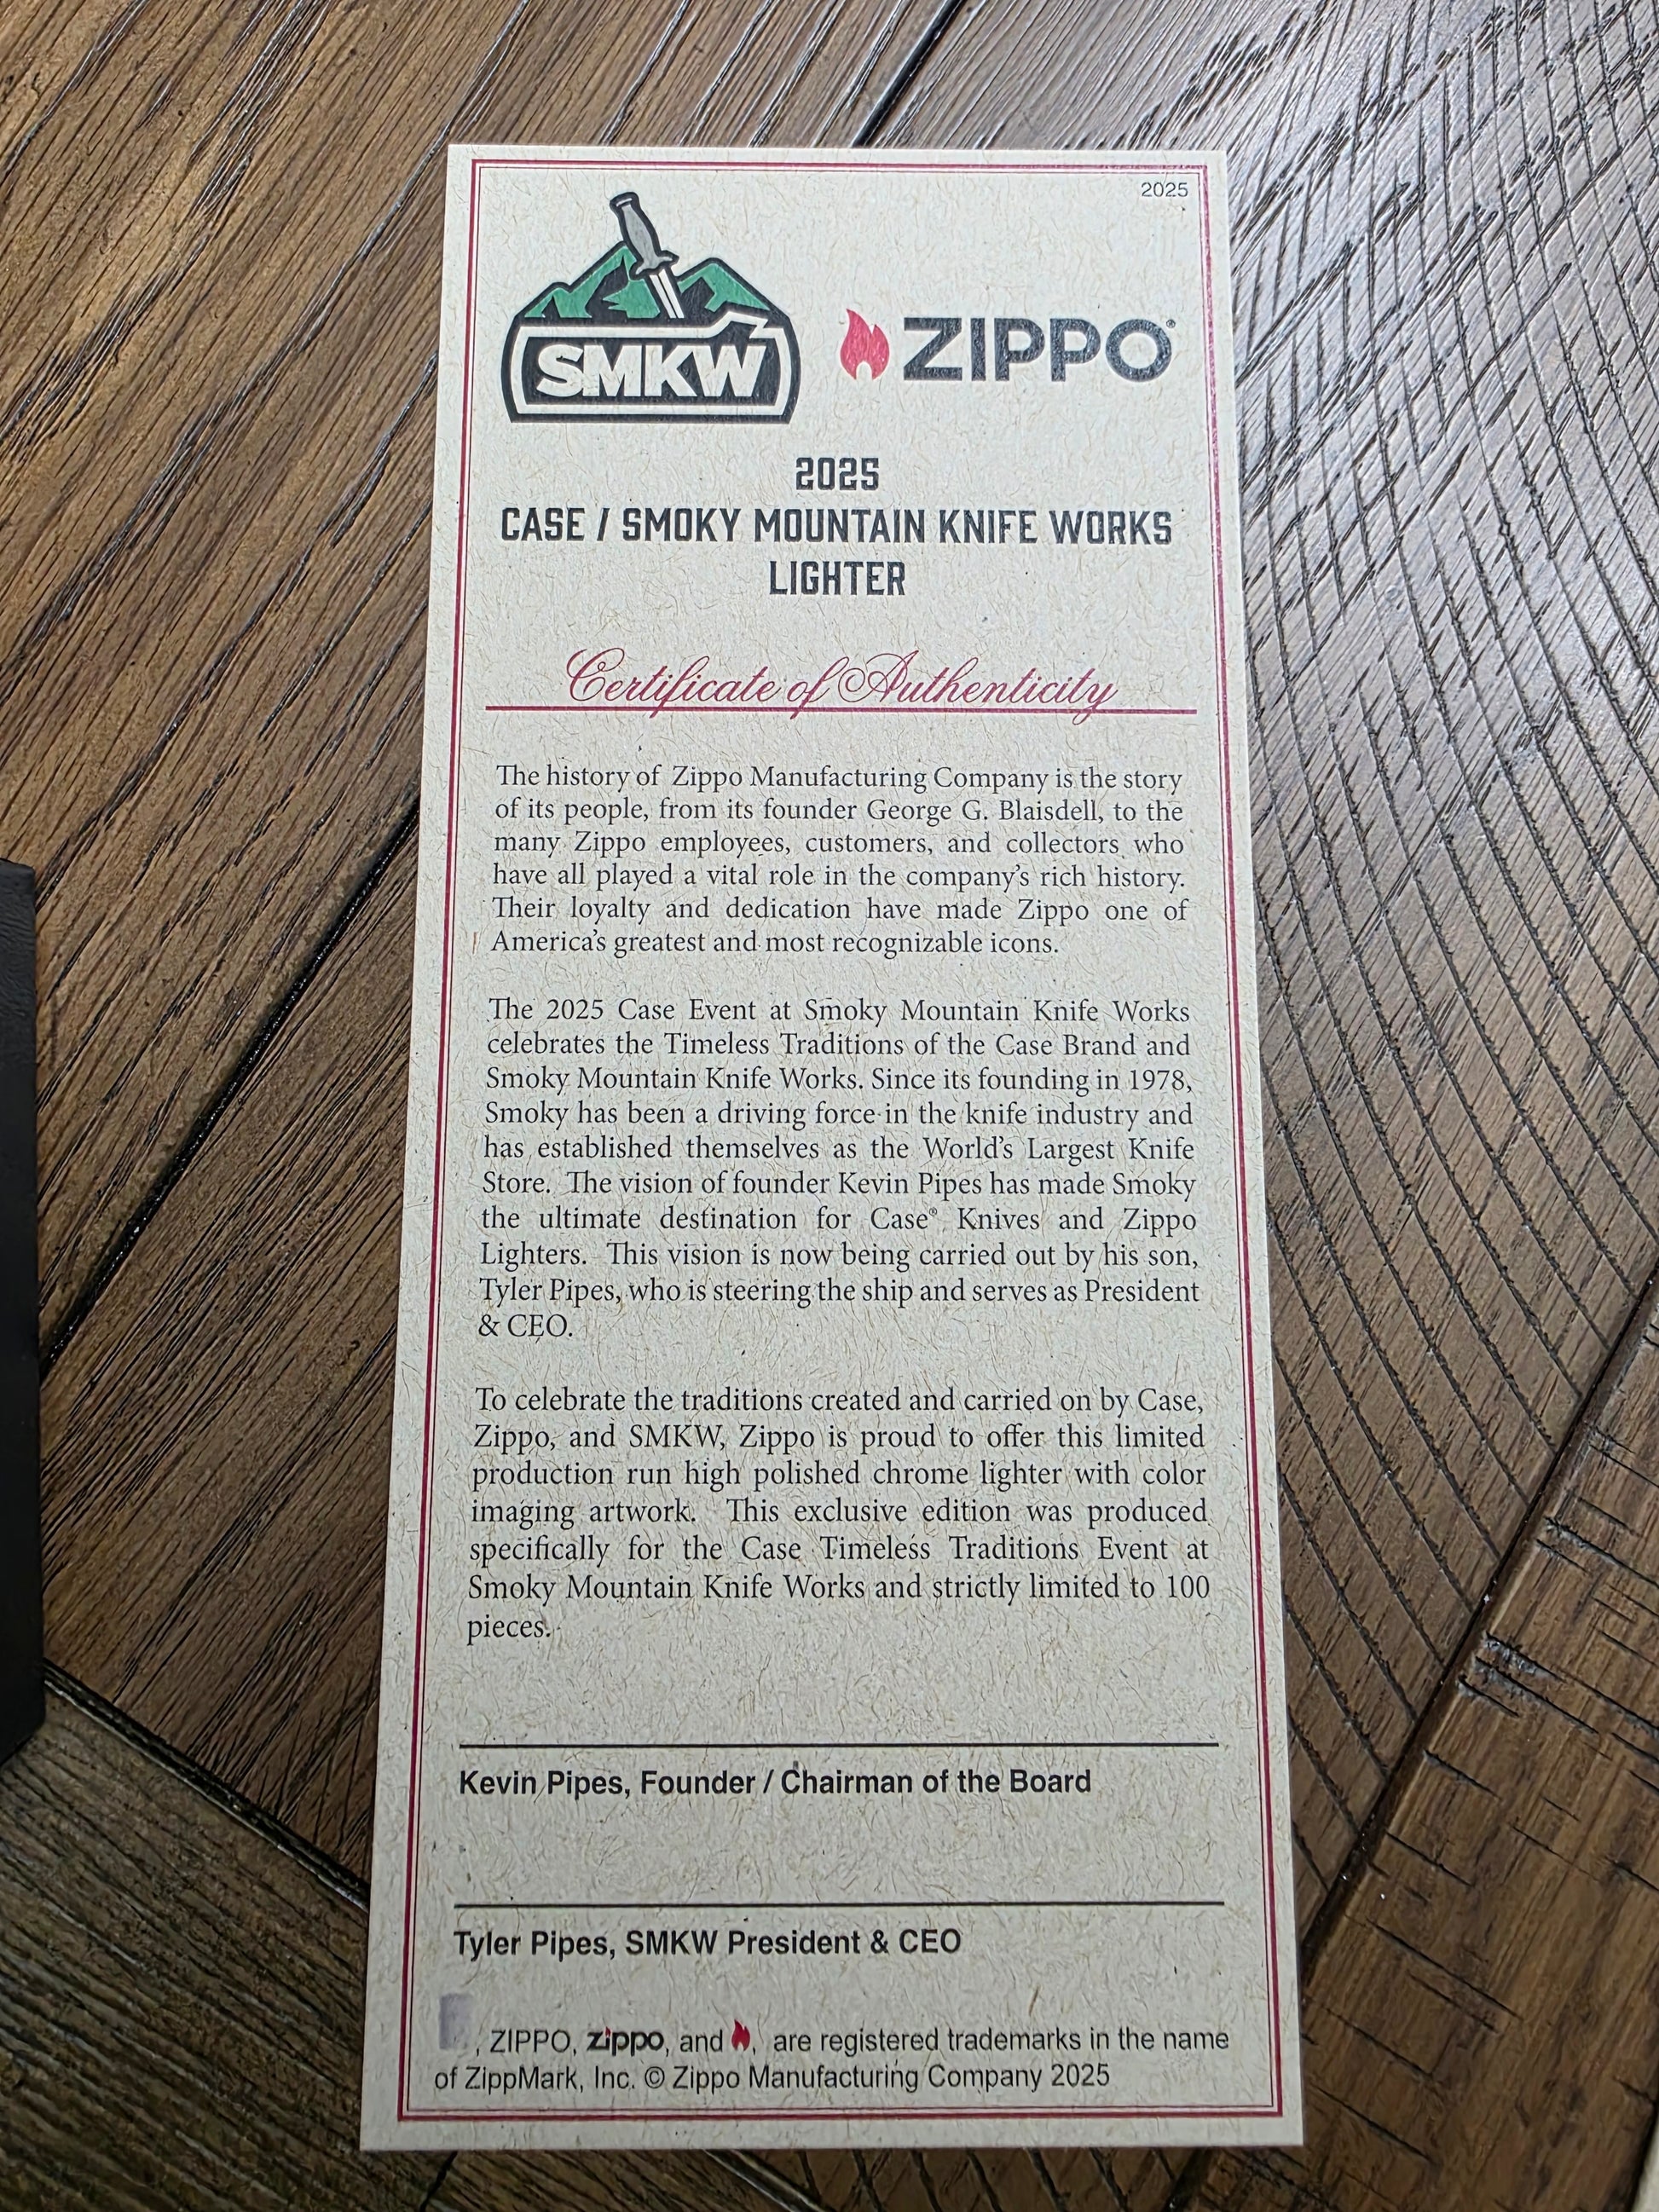 2025
SMKW
ZIPPO®
2025
CASE / SMOKY MOUNTAIN KNIFE WORKS
LIGHTER
Certificate of Authenticity
The history of Zippo Manufacturing Company is the story
of its people, from its founder George G. Blaisdell, to the
many Zippo employees, customers, and collectors who
have all played a vital role in the company's rich history.
Their loyalty and dedication have made Zippo one of
America's greatest and most recognizable icons.
The 2025 Case Event at Smoky Mountain Knife Works
celebrates the Timeless Traditions of the Case Brand and
Smoky Mountain Knife Works. Since its founding in 1978,
Smoky has been a driving force in the knife industry and
has established themselves as the World's Largest Knife
Store. The vision of founder Kevin Pipes has made Smoky
the ultimate destination for Case® Knives and Zippo
Lighters. This vision is now being carried out by his son,
Tyler Pipes, who is steering the ship and serves as President
& CEO.
To celebrate the traditions created and carried on by Case,
Zippo, and SMKW, Zippo is proud to offer this limited
production run high polished chrome lighter with color
imaging artwork. This exclusive edition was produced
specifically for the Case Timeless Traditions Event at
Smoky Mountain Knife Works and strictly limited to 100
pieces.
Kevin Pipes, Founder / Chairman of the Board
Tyler Pipes, SMKW President & CEO
, ZIPPO, zippo, and , are registered trademarks in the name
of ZippMark, Inc. © Zippo Manufacturing Company 2025